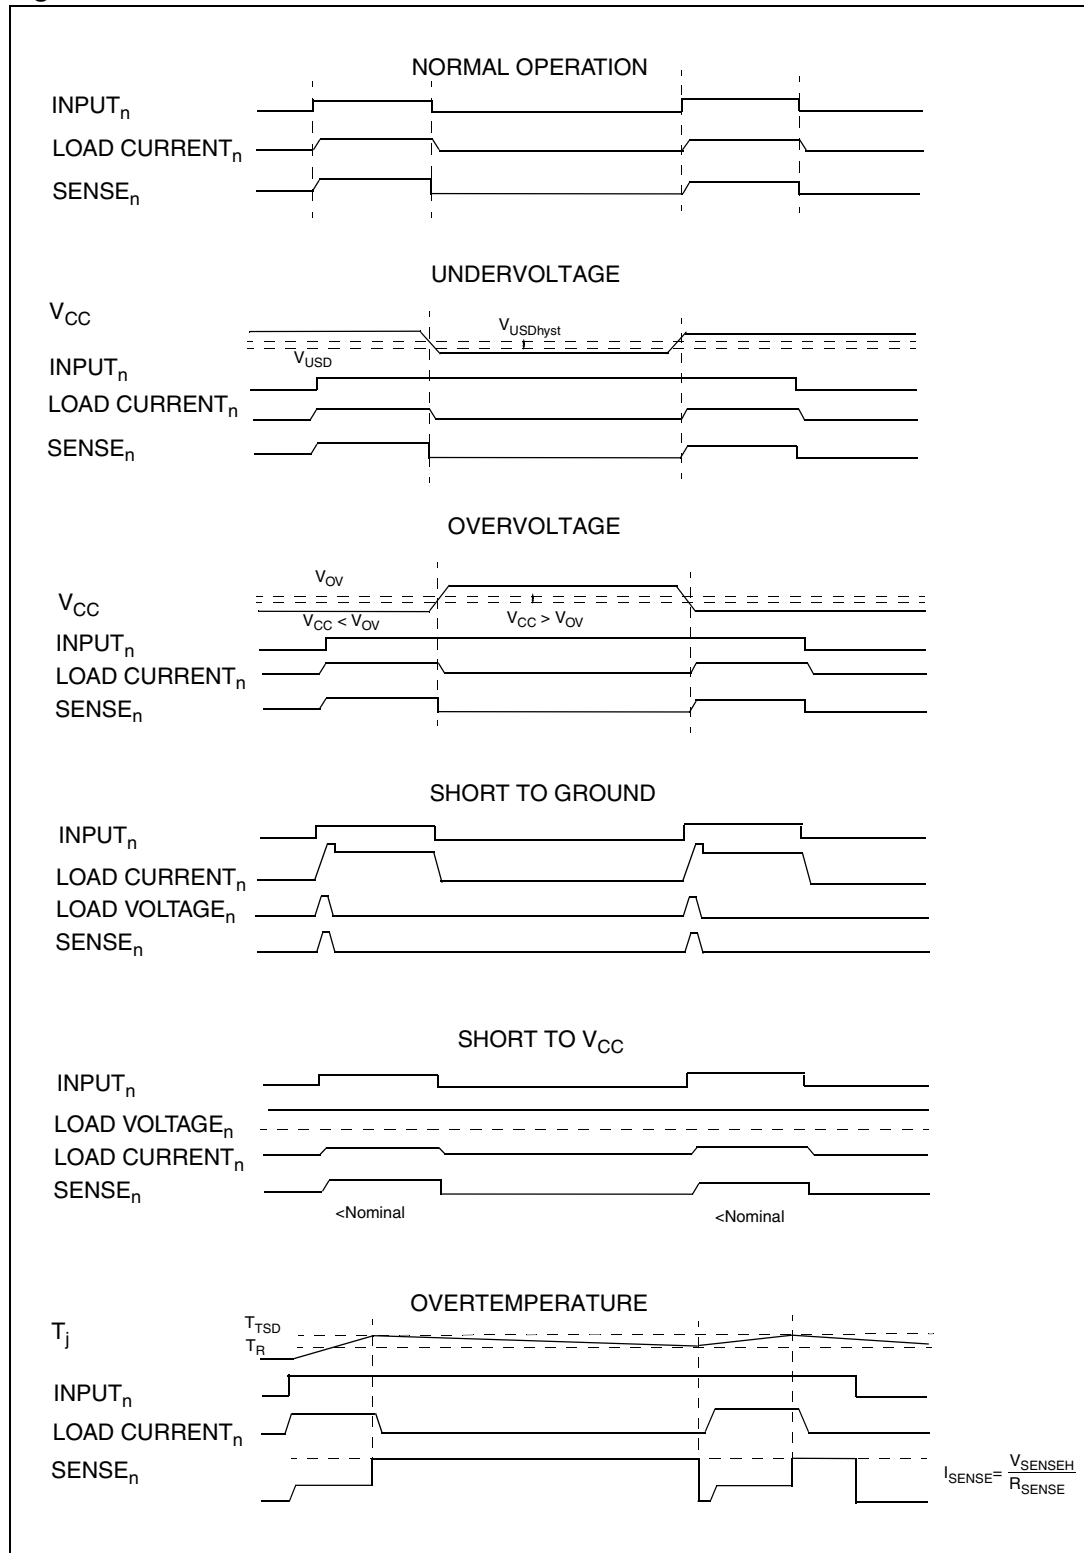 NORMAL OPERATION
INPUTn
LOAD CURRENTn
SENSEn
UNDERVOLTAGE
VCC
VUSDhyst
VUSD
INPUTn
LOAD CURRENTn
SENSEn
OVERVOLTAGE
VOV
VCC
VCC < VOV
VCC > VOV
INPUTn
LOAD CURRENTn
SENSEn
SHORT TO GROUND
INPUTn
LOAD CURRENTn
LOAD VOLTAGEn
SENSEn
SHORT TO VCC
INPUTn
LOAD VOLTAGEn
LOAD CURRENTn
SENSEn
<Nominal <Nominal
OVERTEMPERATURE
Tj
TTSD
TR
INPUTn
LOAD CURRENTn
SENSEn
ISENSE= VSENSEH
RSENSE